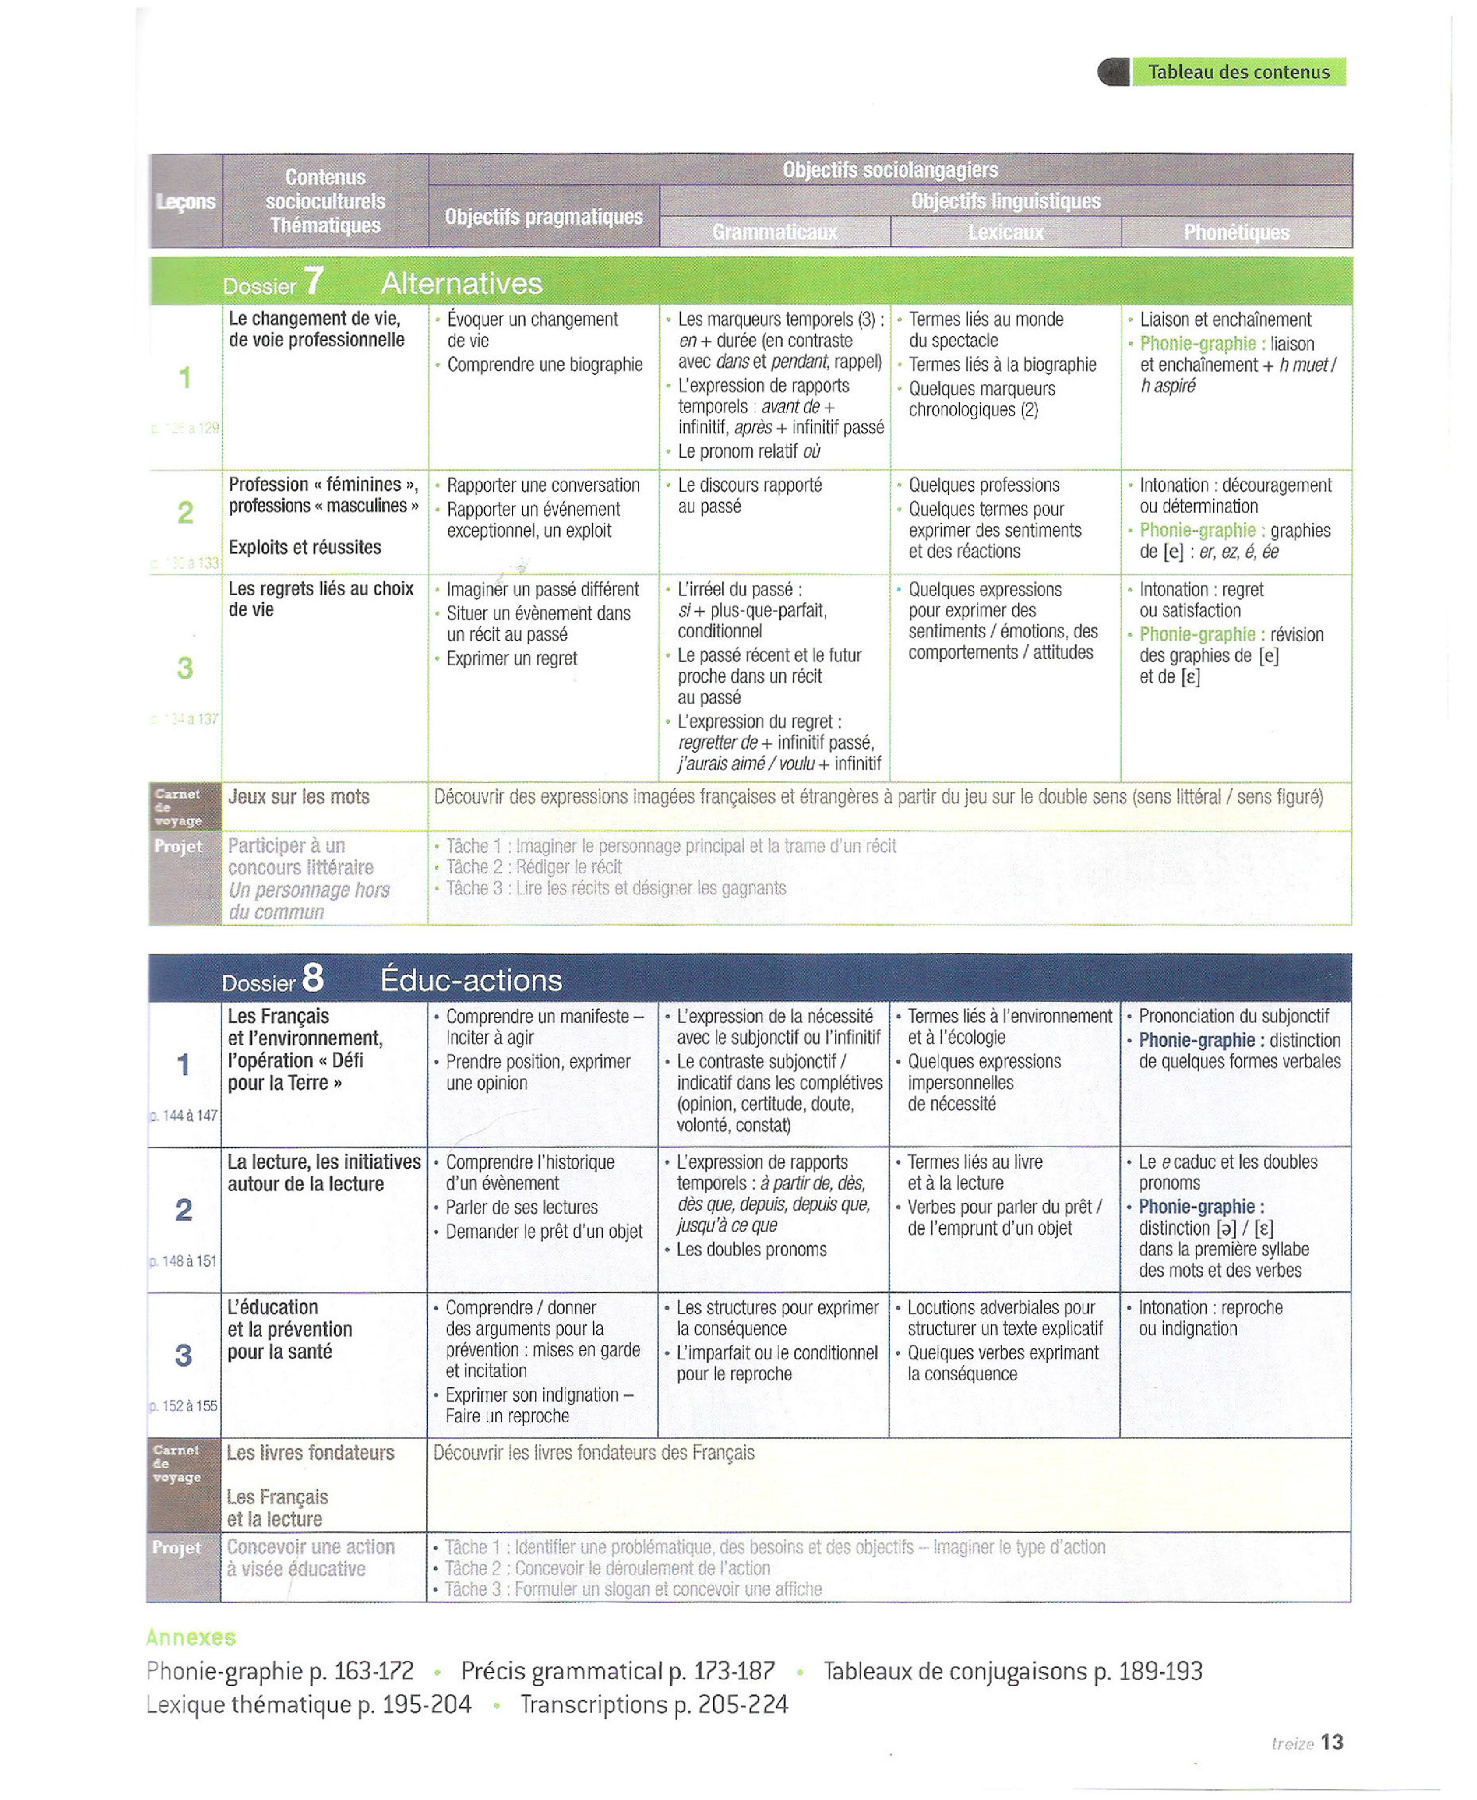 Tableau des contenus
Leçons
Contenus
socioculturels
Thématiques
Objectifs sociolangagiers
Objectifs pragmatiques
Objectifs linguistiques
Grammaticaux
Lexicaux
Phonétiques
Dossier 7 Alternatives
1
p. 126 à 129
Le changement de vie,
de voie professionnelle
• Évoquer un changement
de vie
• Comprendre une biographie
• Les marqueurs temporels (3) :
en + durée (en contraste
avec dans et pendant, rappel)
• L'expression de rapports
temporels : avant de +
infinitif, après + infinitif passé
• Le pronom relatif où
• Termes liés au monde
du spectacle
• Termes liés à la biographie
• Quelques marqueurs
chronologiques (2)
• Liaison et enchaînement
• Phonie-graphie : liaison
et enchaînement + h muet /
h aspiré
2
p. 130 à 133
Profession « féminines »,
professions « masculines »
Exploits et réussites
• Rapporter une conversation
• Rapporter un événement
exceptionnel, un exploit
• Le discours rapporté
au passé
• Quelques professions
• Quelques termes pour
exprimer des sentiments
et des réactions
• Intonation : découragement
ou détermination
• Phonie-graphie : graphies
de [e] : er, ez, é, ée
3
p. 134 à 137
Les regrets liés au choix
de vie
• Imaginer un passé différent
• Situer un évènement dans
un récit au passé
• Exprimer un regret
• L'irréel du passé :
si + plus-que-parfait,
conditionnel
• Le passé récent et le futur
proche dans un récit
au passé
• L'expression du regret :
regretter de + infinitif passé,
j'aurais aimé / voulu + infinitif
• Quelques expressions
pour exprimer des
sentiments / émotions, des
comportements / attitudes
• Intonation : regret
ou satisfaction
• Phonie-graphie : révision
des graphies de [e]
et de [ɛ]
Carnet
de
voyage
Jeux sur les mots
Découvrir des expressions imagées françaises et étrangères à partir du jeu sur le double sens (sens littéral / sens figuré)
Projet
Participer à un
concours littéraire
Un personnage hors
du commun
• Tâche 1 : Imaginer le personnage principal et la trame d'un récit
• Tâche 2 : Rédiger le récit
• Tâche 3 : Lire les récits et désigner les gagnants
Dossier 8 Éduc-actions
1
p. 144 à 147
Les Français
et l'environnement,
l'opération « Défi
pour la Terre »
• Comprendre un manifeste –
Inciter à agir
• Prendre position, exprimer
une opinion
• L'expression de la nécessité
avec le subjonctif ou l'infinitif
• Le contraste subjonctif /
indicatif dans les complétives
(opinion, certitude, doute,
volonté, constat)
• Termes liés à l'environnement
et à l'écologie
• Quelques expressions
impersonnelles
de nécessité
• Prononciation du subjonctif
• Phonie-graphie : distinction
de quelques formes verbales
2
p. 148 à 151
La lecture, les initiatives
autour de la lecture
• Comprendre l'historique
d'un évènement
• Parler de ses lectures
• Demander le prêt d'un objet
• L'expression de rapports
temporels : à partir de, dès,
dès que, depuis, depuis que,
jusqu'à ce que
• Les doubles pronoms
• Termes liés au livre
et à la lecture
• Verbes pour parler du prêt /
de l'emprunt d'un objet
• Le e caduc et les doubles
pronoms
• Phonie-graphie :
distinction [ə] / [ɛ]
dans la première syllabe
des mots et des verbes
3
p. 152 à 155
L'éducation
et la prévention
pour la santé
• Comprendre / donner
des arguments pour la
prévention : mises en garde
et incitation
• Exprimer son indignation –
Faire un reproche
• Les structures pour exprimer
la conséquence
• L'imparfait ou le conditionnel
pour le reproche
• Locutions adverbiales pour
structurer un texte explicatif
• Quelques verbes exprimant
la conséquence
• Intonation : reproche
ou indignation
Carnet
de
voyage
Les livres fondateurs
Les Français
et la lecture
Découvrir les livres fondateurs des Français
Projet
Concevoir une action
à visée éducative
• Tâche 1 : Identifier une problématique, des besoins et des objectifs – Imaginer le type d'action
• Tâche 2 : Concevoir le déroulement de l'action
• Tâche 3 : Formuler un slogan et concevoir une affiche
Annexes
Phonie-graphie p. 163-172 • Précis grammatical p. 173-187 • Tableaux de conjugaisons p. 189-193
Lexique thématique p. 195-204 • Transcriptions p. 205-224
treize 13